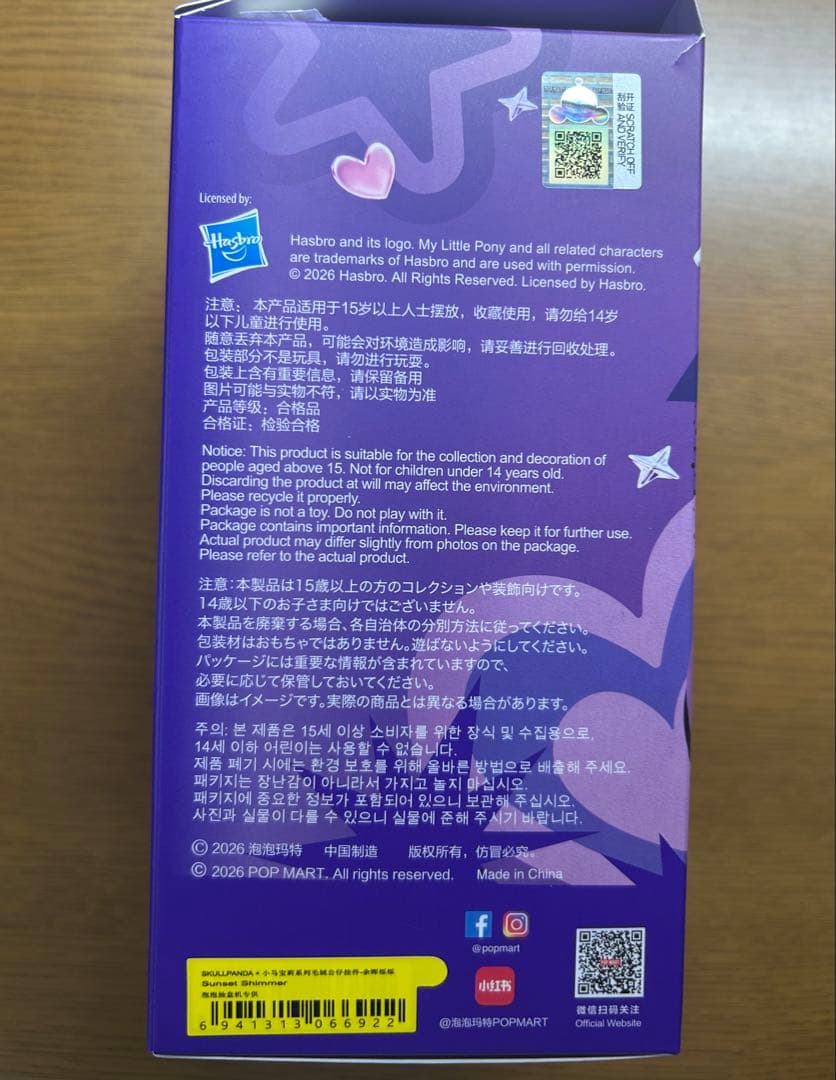 刮开验证 SCRATCH OFF AND VERIFY
Licensed by:
Hasbro
Hasbro and its logo. My Little Pony and all related characters
are trademarks of Hasbro and are used with permission.
© 2026 Hasbro. All Rights Reserved. Licensed by Hasbro.
注意：本产品适用于15岁以上人士摆放，收藏使用，请勿给14岁
以下儿童进行使用。
随意丢弃本产品，可能会对环境造成影响，请妥善进行回收处理。
包装部分不是玩具，请勿进行玩耍。
包装上含有重要信息，请保留备用
图片可能与实物不符，请以实物为准
产品等级：合格品
合格证：检验合格
Notice: This product is suitable for the collection and decoration of
people aged above 15. Not for children under 14 years old.
Discarding the product at will may affect the environment.
Please recycle it properly.
Package is not a toy. Do not play with it.
Package contains important information. Please keep it for further use.
Actual product may differ slightly from photos on the package.
Please refer to the actual product.
注意：本製品は15歳以上の方のコレクションや装飾向けです。
14歳以下のお子さま向けではございません。
本製品を廃棄する場合、各自治体の分別方法に従ってください。
包装材はおもちゃではありません。遊ばないようにしてください。
パッケージには重要な情報が含まれていますので、
必要に応じて保管しておいてください。
画像はイメージです。実際の商品とは異なる場合があります。
주의: 본 제품은 15세 이상 소비자를 위한 장식 및 수집용으로,
14세 이하 어린이는 사용할 수 없습니다.
제품 폐기 시에는 환경 보호를 위해 올바른 방법으로 배출해 주세요.
패키지는 장난감이 아니라서 가지고 놀지 마십시오.
패키지에 중요한 정보가 포함되어 있으니 보관해 주십시오.
사진과 실물이 다를 수 있으니 실물에 준해 주시기 바랍니다.
© 2026 泡泡玛特 中国制造 版权所有，仿冒必究。
© 2026 POP MART. All rights reserved. Made in China
@popmart
小红书
@泡泡玛特POPMART
微信扫码关注
Official Website
SKULLPANDA × 小马宝莉系列毛绒公仔挂件-余晖烁烁
Sunset Shimmer
泡泡抽盒机专供
6 941313 066922